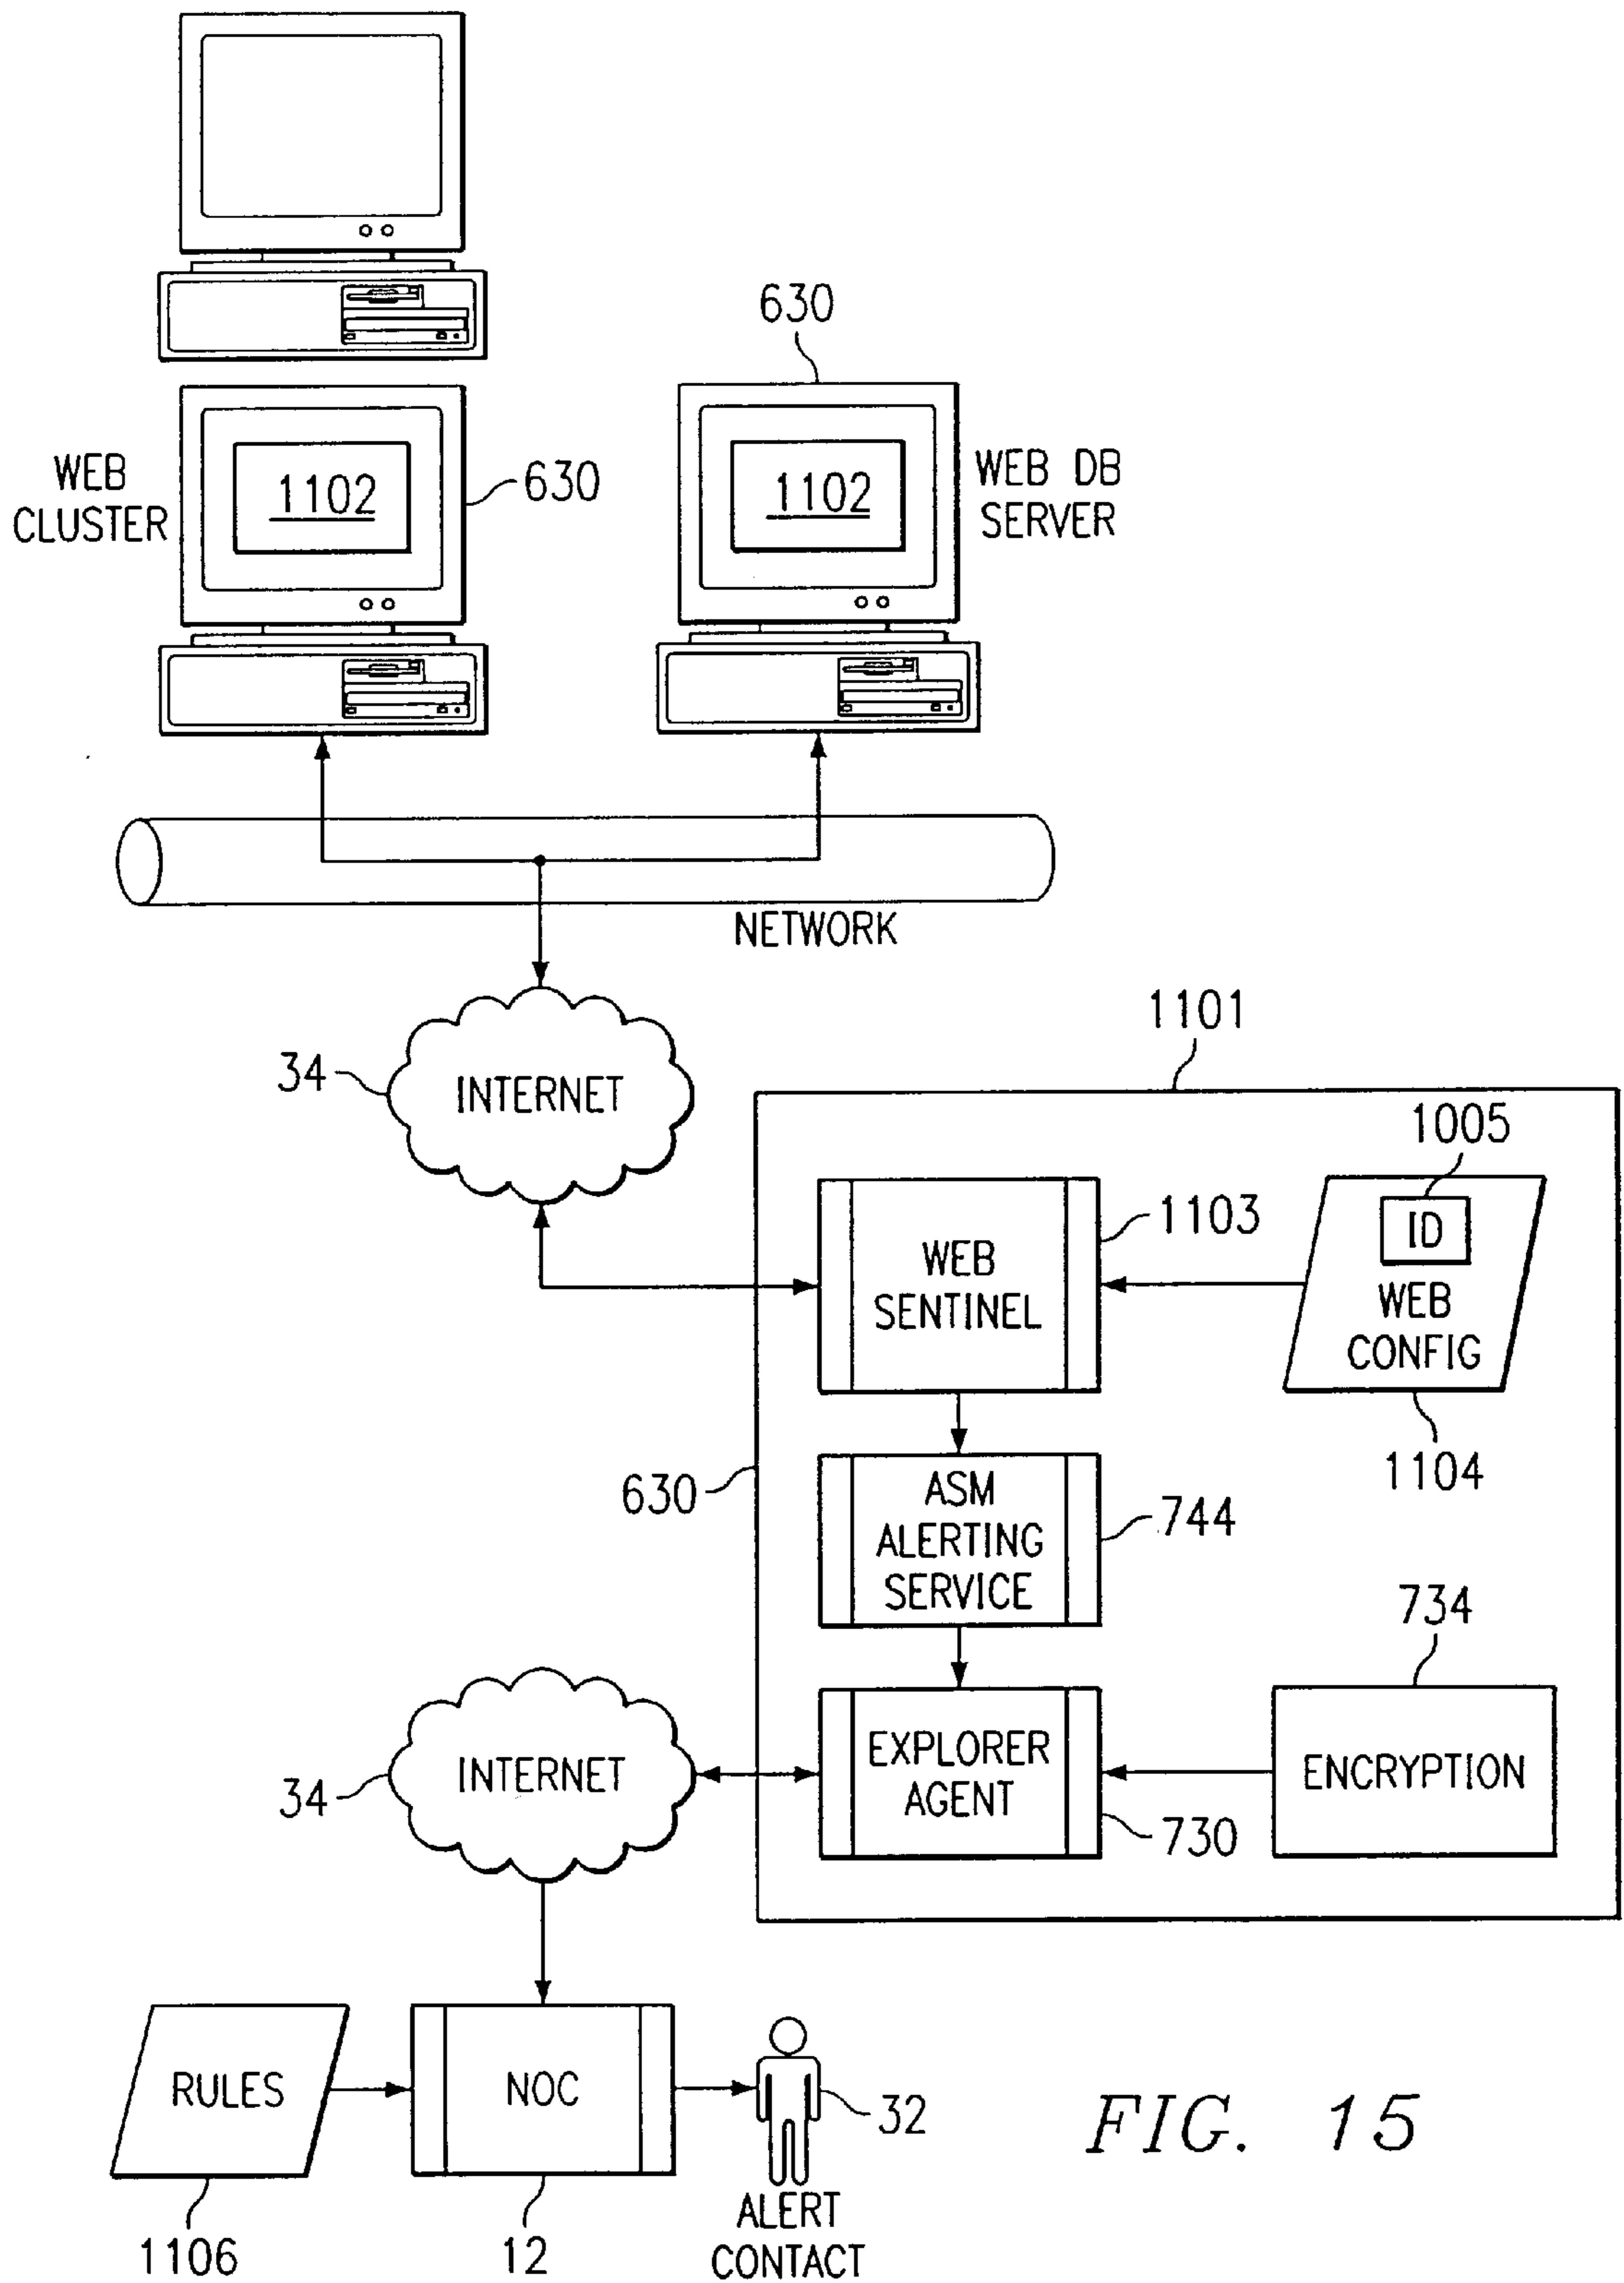 630
WEB
CLUSTER
1102
630
1102
WEB DB
SERVER
NETWORK
34
INTERNET
1101
1005
ID
WEB
CONFIG
1104
WEB
SENTINEL
1103
630
ASM
ALERTING
SERVICE
744
734
ENCRYPTION
EXPLORER
AGENT
730
INTERNET
34
RULES
1106
NOC
12
32
ALERT
CONTACT
FIG. 15